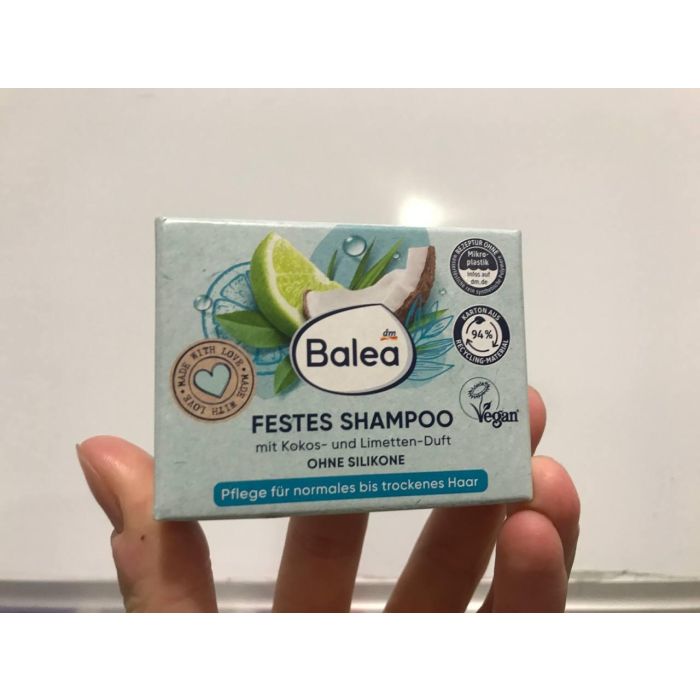 REZEPTUR OHNE
Mikro-
plastik
Infos auf
dm.de
KARTON AUS
94%
RECYCLING-MATERIAL
dm
Balea
MADE WITH LOVE • MADE WITH LOVE •
Vegan
FESTES SHAMPOO
mit Kokos- und Limetten-Duft
OHNE SILIKONE
Pflege für normales bis trockenes Haar